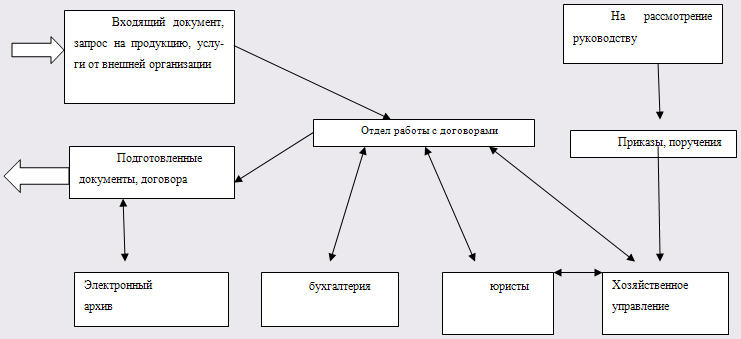 Входящий документ,
запрос на продукцию, услу-
ги от внешней организации
На рассмотрение
руководству
Отдел работы с договорами
Приказы, поручения
Подготовленные
документы, договора
Электронный
архив
бухгалтерия
юристы
Хозяйственное
управление